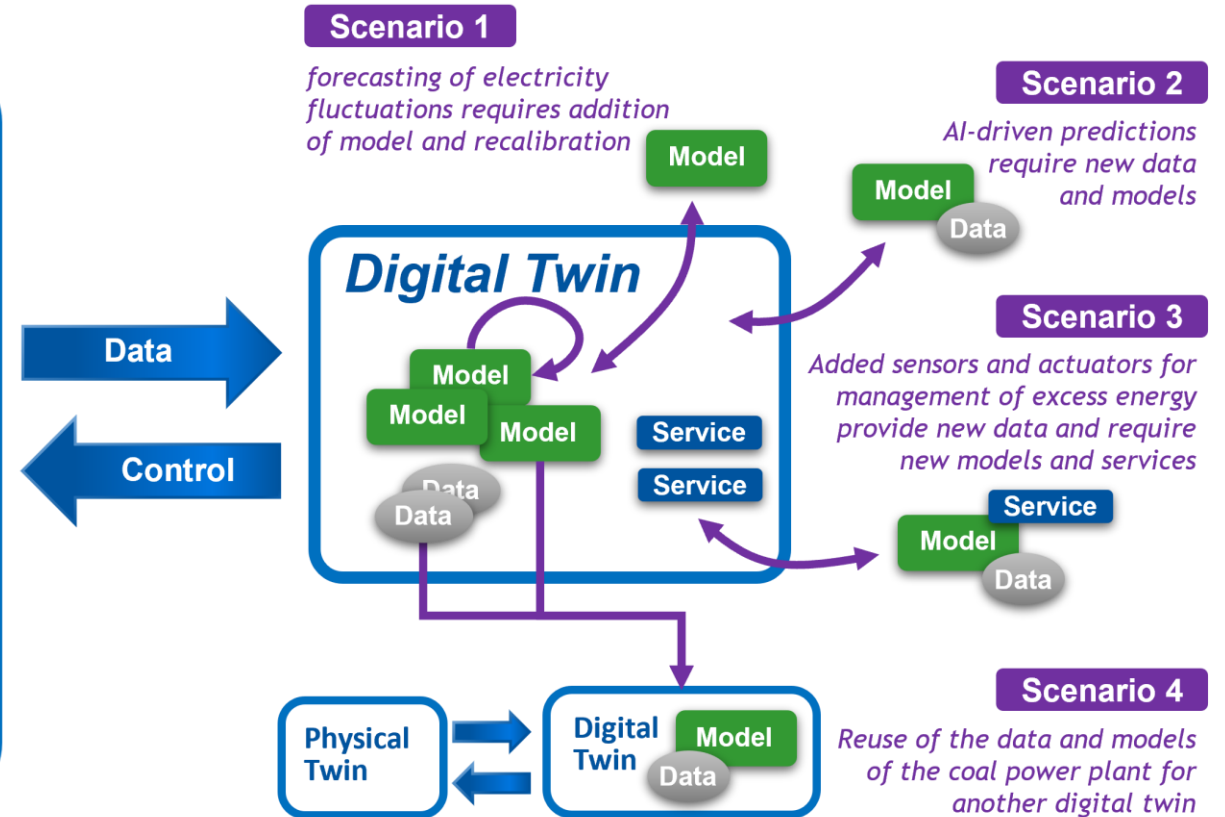 Scenario 1
forecasting of electricity
fluctuations requires addition
of model and recalibration
Model
Scenario 2
AI-driven predictions
require new data
and models
Model
Data
Digital Twin
Data
Control
Model
Model
Model
Data
Data
Service
Service
Scenario 3
Added sensors and actuators for
management of excess energy
provide new data and require
new models and services
Service
Model
Data
Physical
Twin
Digital
Twin
Model
Data
Scenario 4
Reuse of the data and models
of the coal power plant for
another digital twin